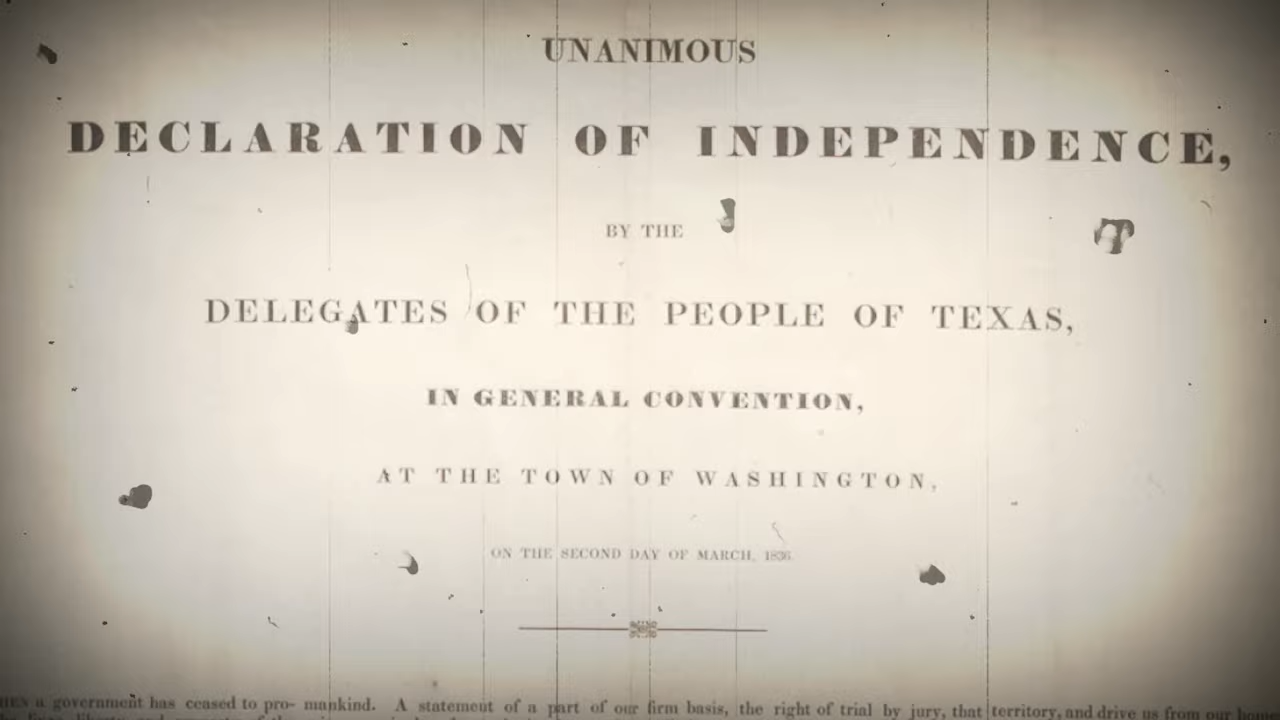 UNANIMOUS
DECLARATION OF INDEPENDENCE,
BY THE
DELEGATES OF THE PEOPLE OF TEXAS,
IN GENERAL CONVENTION,
AT THE TOWN OF WASHINGTON,
ON THE SECOND DAY OF MARCH, 1836.
a government has ceased to pro- mankind. A statement of a part of our firm basis, the right of trial by jury, that territory, and drive us from our